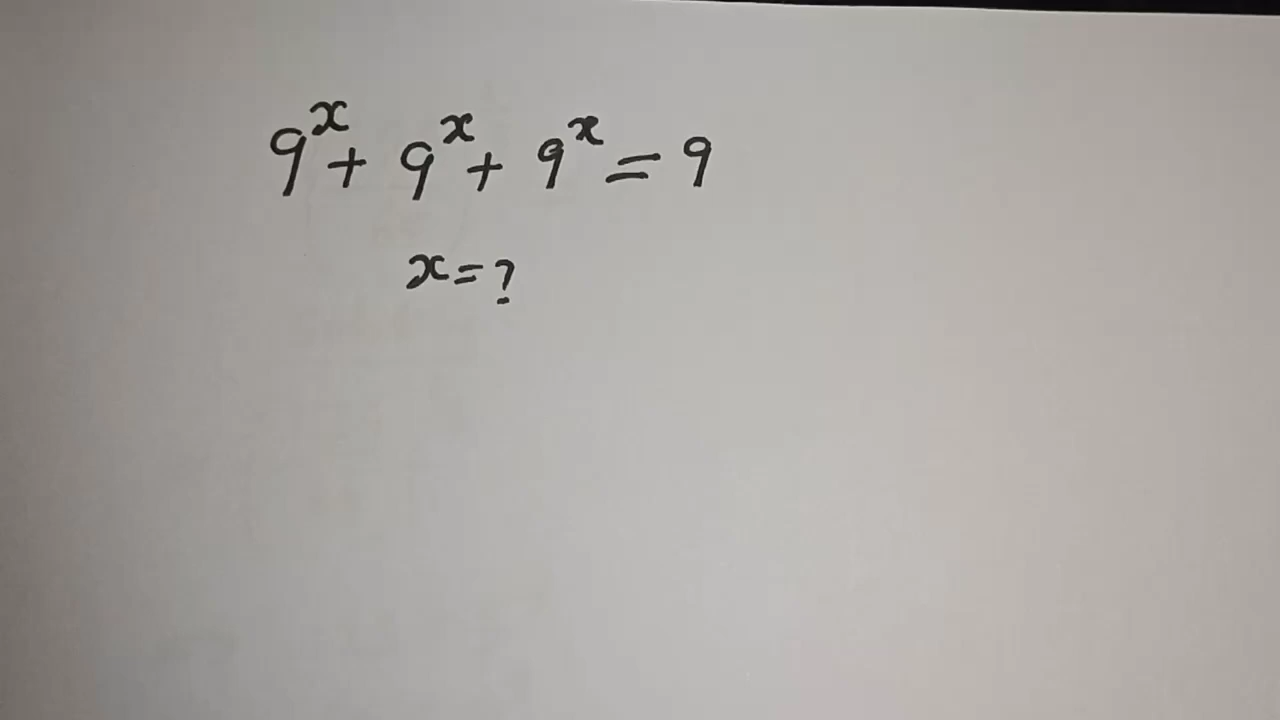 9^x + 9^x + 9^x = 9
x = ?